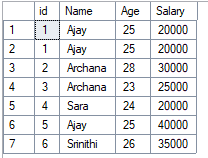 id Name Age Salary
1 1 Ajay 25 20000
2 1 Ajay 25 20000
3 2 Archana 28 30000
4 3 Archana 23 25000
5 4 Sara 24 20000
6 5 Ajay 25 40000
7 6 Srinithi 26 35000